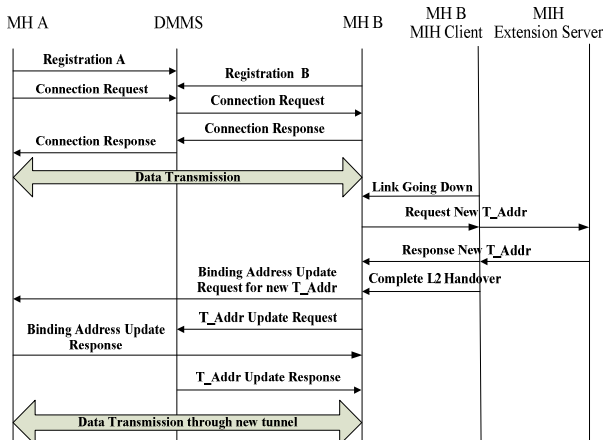 MH A
DMMS
MH B
MH B
MIH Client
MIH
Extension Server
Registration A
Registration B
Connection Request
Connection Request
Connection Response
Connection Response
Data Transmission
Link Going Down
Request New T_Addr
Response New T_Addr
Binding Address Update
Request for new T_Addr
Complete L2 Handover
T_Addr Update Request
Binding Address Update
Response
T_Addr Update Response
Data Transmission through new tunnel